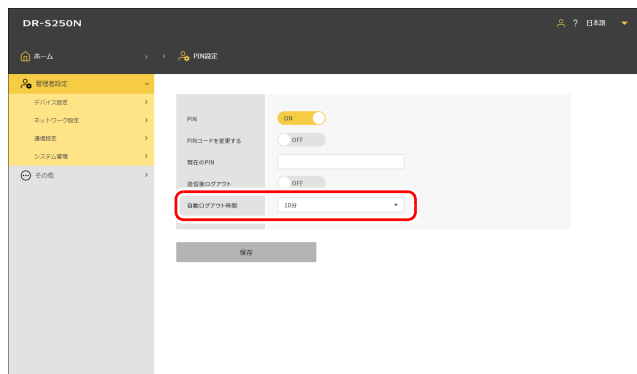 DR-S250N
? 日本語
ホーム
PIN設定
管理者設定
デバイス設定
ネットワーク設定
通信設定
システム管理
その他
PIN
ON
PINコードを変更する
OFF
現在のPIN
送信後ログアウト
OFF
自動ログアウト時間
10分
保存